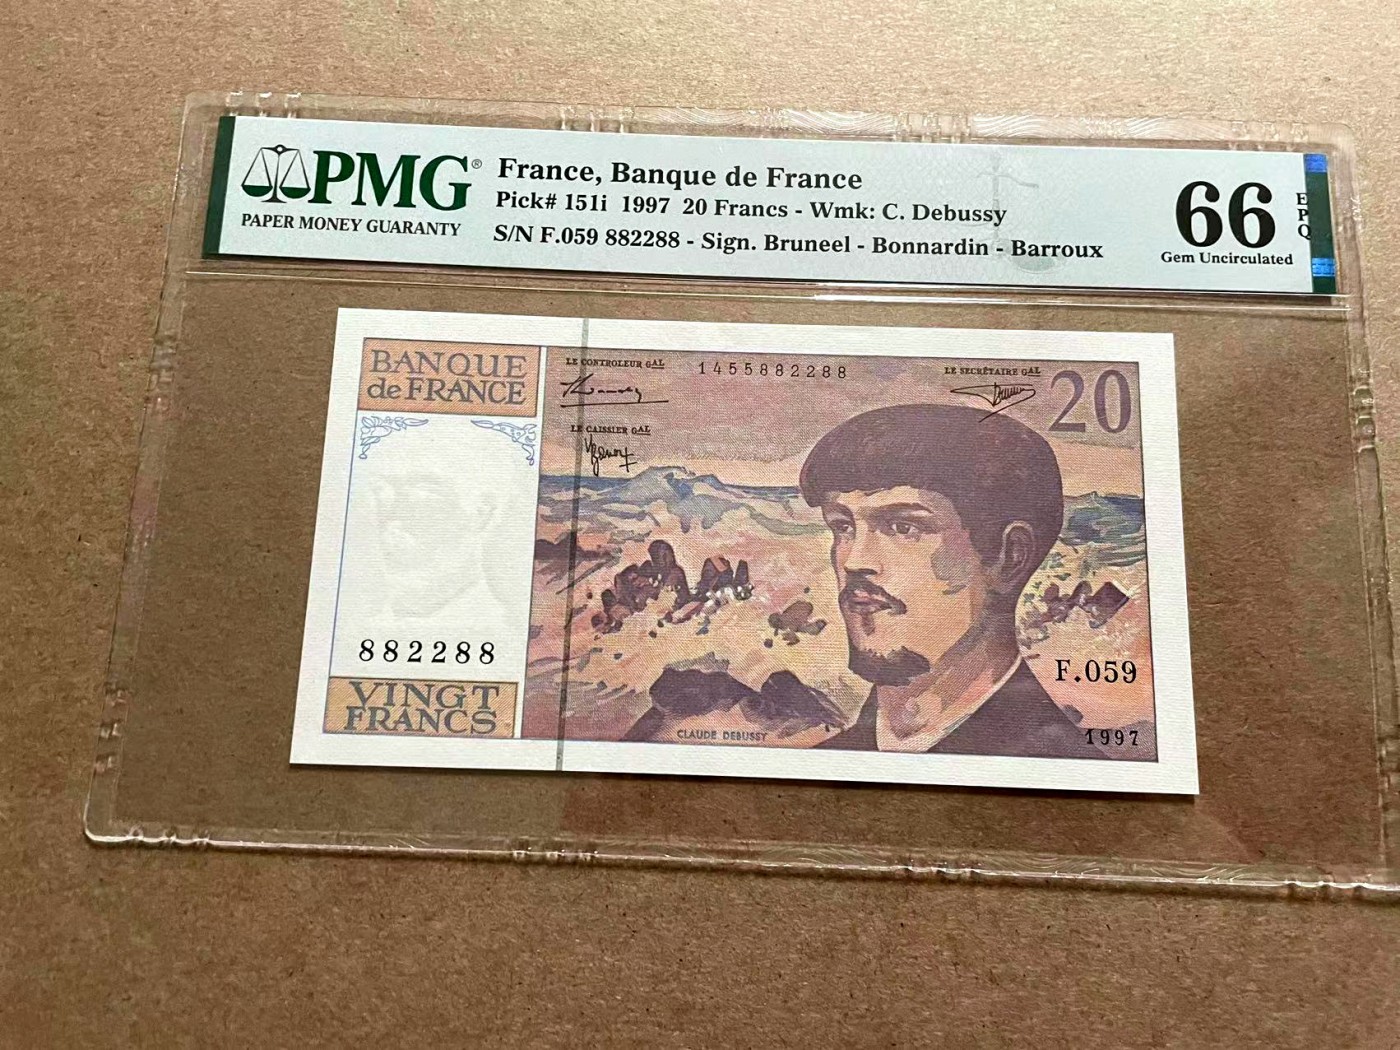 PMG®
PAPER MONEY GUARANTY
France, Banque de France
Pick# 151i 1997 20 Francs - Wmk: C. Debussy
S/N F.059 882288 - Sign. Bruneel - Bonnardin - Barroux
66
Gem Uncirculated
EPQ
BANQUE
de FRANCE
LE CONTROLEUR GAL
1455882288
LE SECRÉTAIRE GAL
20
LE CAISSIER GAL
882288
F.059
VINGT
FRANCS
CLAUDE DEBUSSY
1997